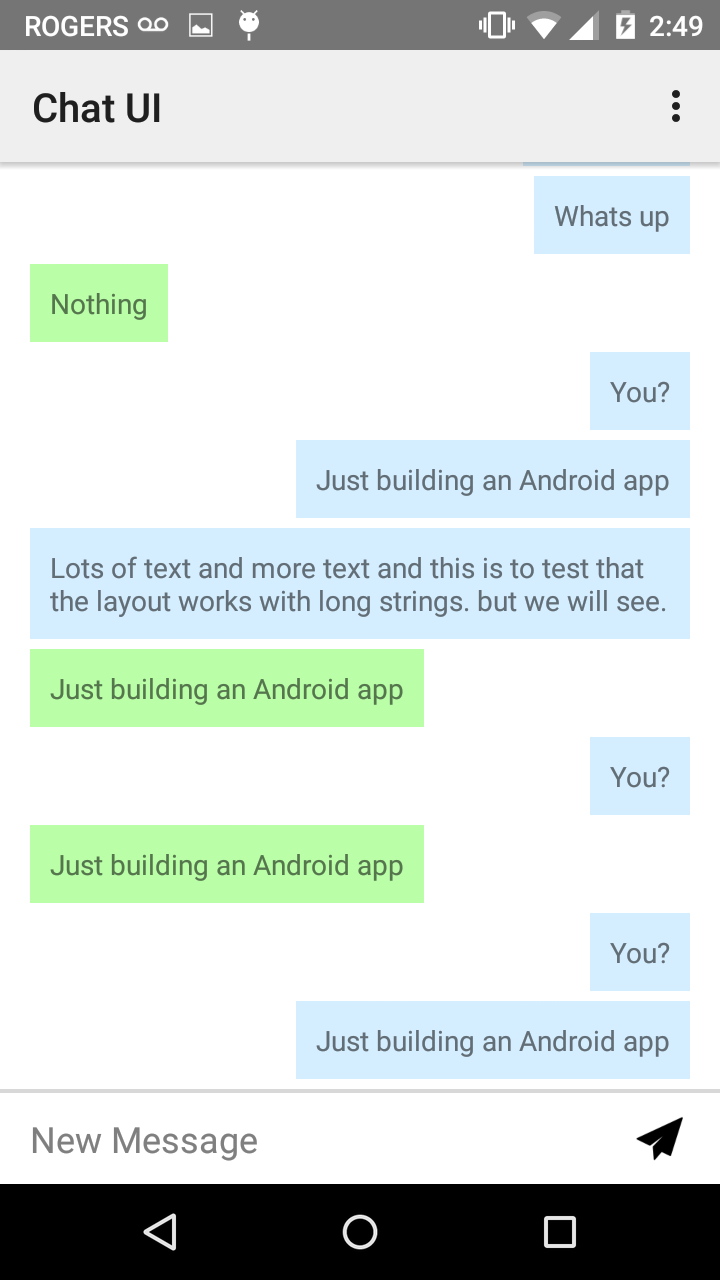 ROGERS 2:49
Chat UI
Whats up
Nothing
You?
Just building an Android app
Lots of text and more text and this is to test that
the layout works with long strings. but we will see.
Just building an Android app
You?
Just building an Android app
You?
Just building an Android app
New Message